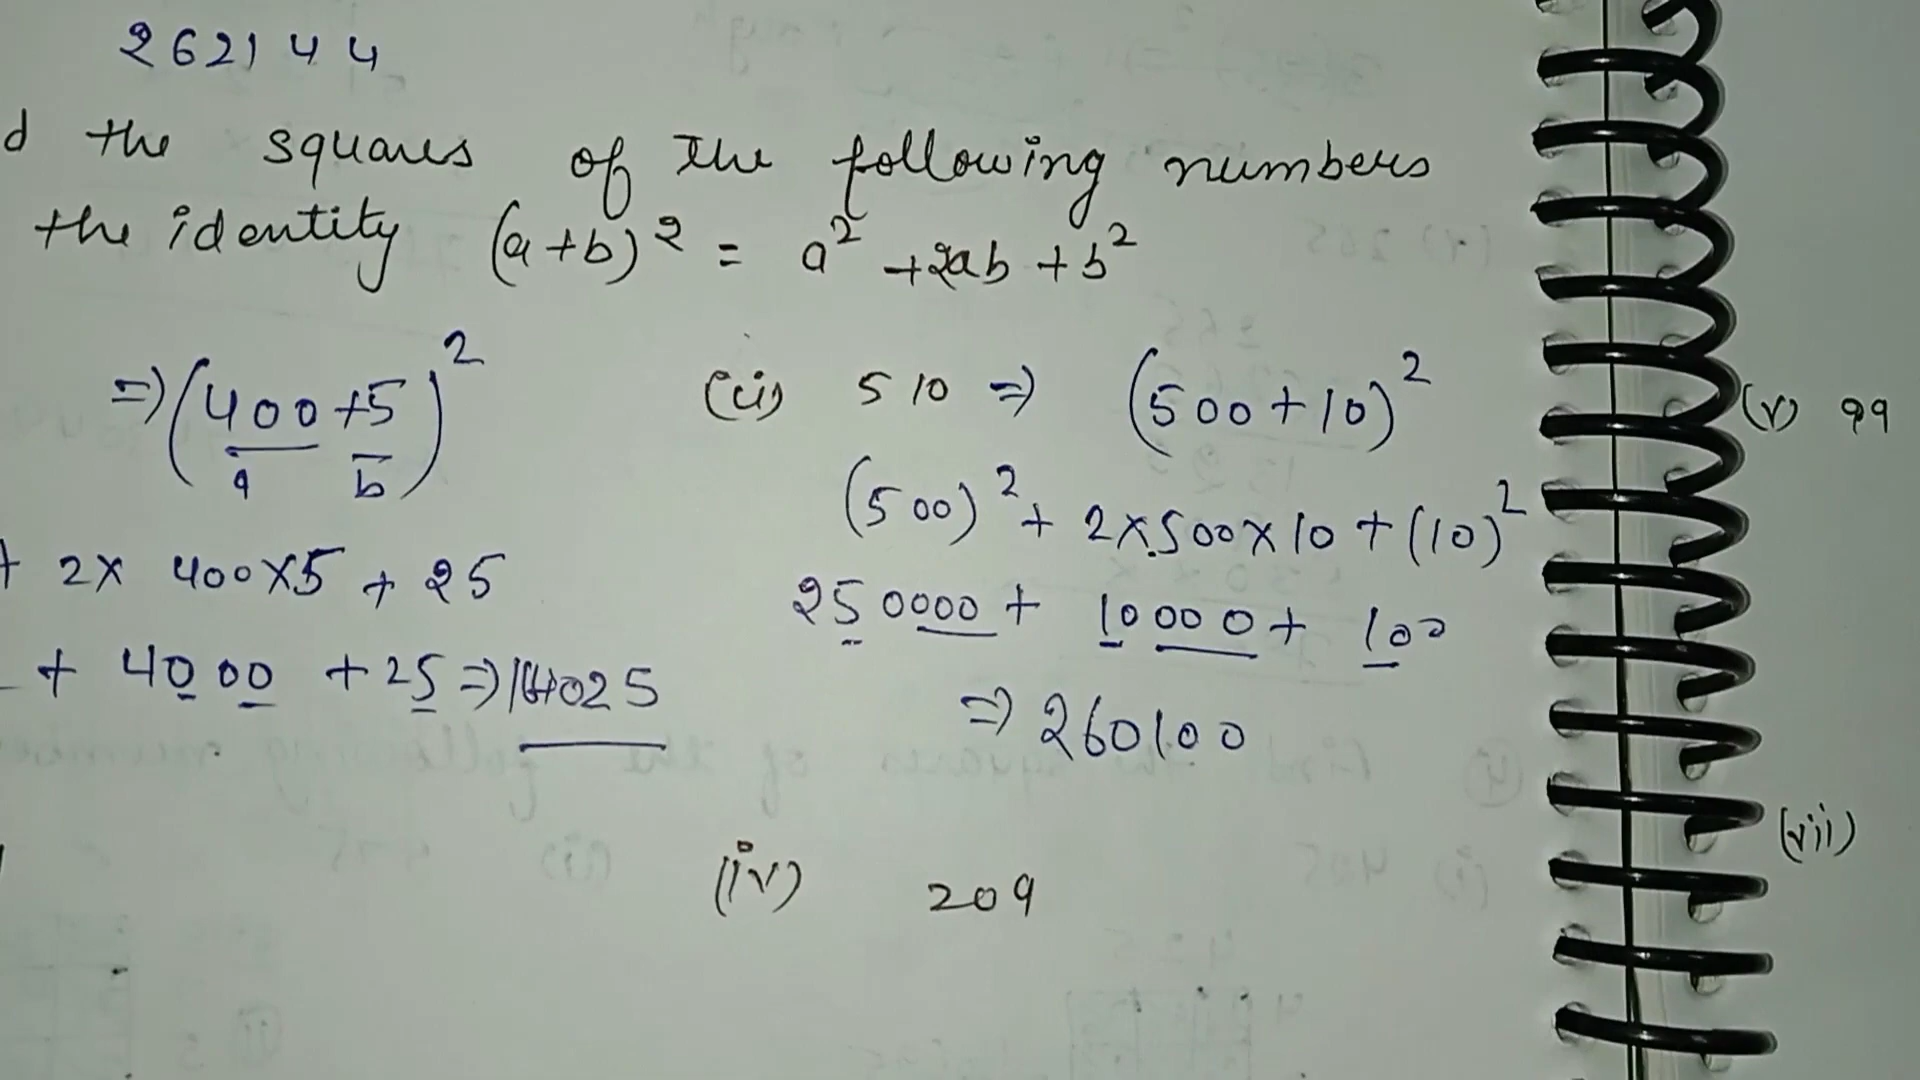 262144
d the squares of the following numbers
the identity (a+b)² = a² +2ab +b²
⇒ (400+5)²
a b
+ 2× 400×5 + 25
+ 4000 + 25 ⇒
(ii) 510 ⇒ (500+10)²
(500)² + 2×500×10 + (10)²
250000 + 10000 + 100
⇒ 260100
(iv) 209
(v) 99
(vii)